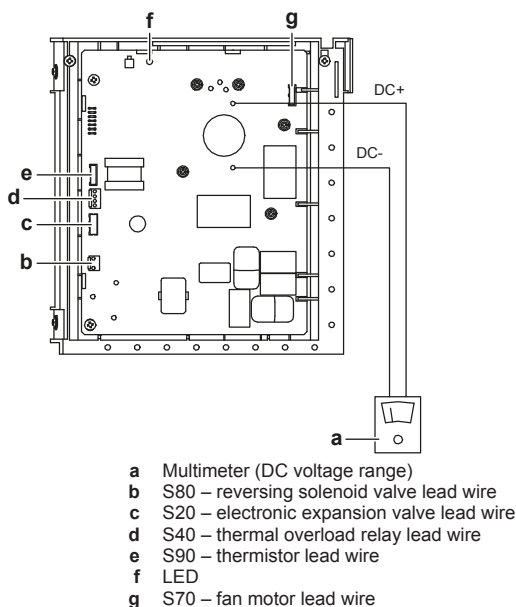 f
g
DC+
DC-
e
d
c
b
a
a Multimeter (DC voltage range)
b S80 – reversing solenoid valve lead wire
c S20 – electronic expansion valve lead wire
d S40 – thermal overload relay lead wire
e S90 – thermistor lead wire
f LED
g S70 – fan motor lead wire